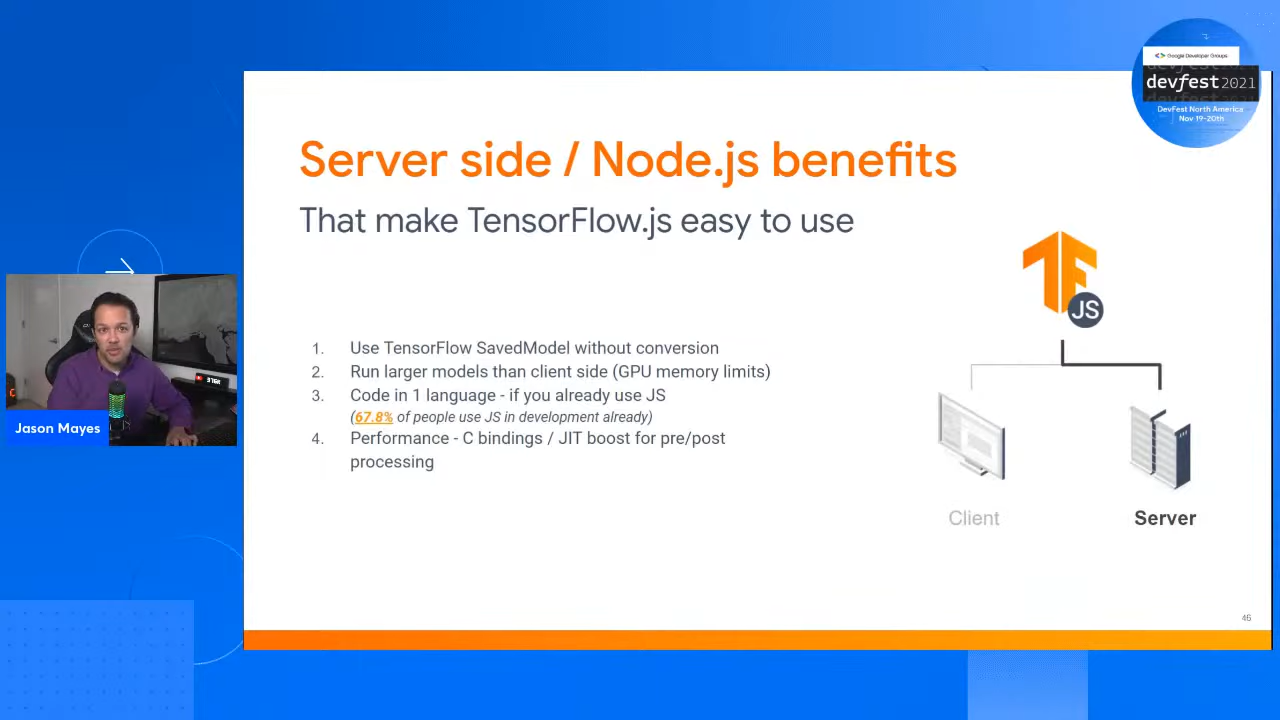 Google Developer Groups
devfest 2021
DevFest North America
Nov 19-20th
Server side / Node.js benefits
That make TensorFlow.js easy to use
JS
1. Use TensorFlow SavedModel without conversion
2. Run larger models than client side (GPU memory limits)
3. Code in 1 language - if you already use JS
(67.8% of people use JS in development already)
4. Performance - C bindings / JIT boost for pre/post
processing
Client
Server
Jason Mayes
46